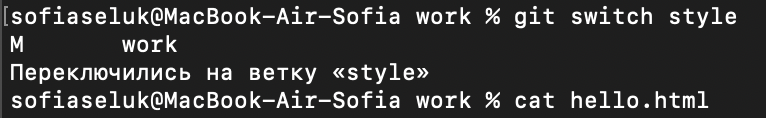 [sofiaseluk@MacBook-Air-Sofia work % git switch style
M       work
Переключились на ветку «style»
sofiaseluk@MacBook-Air-Sofia work % cat hello.html